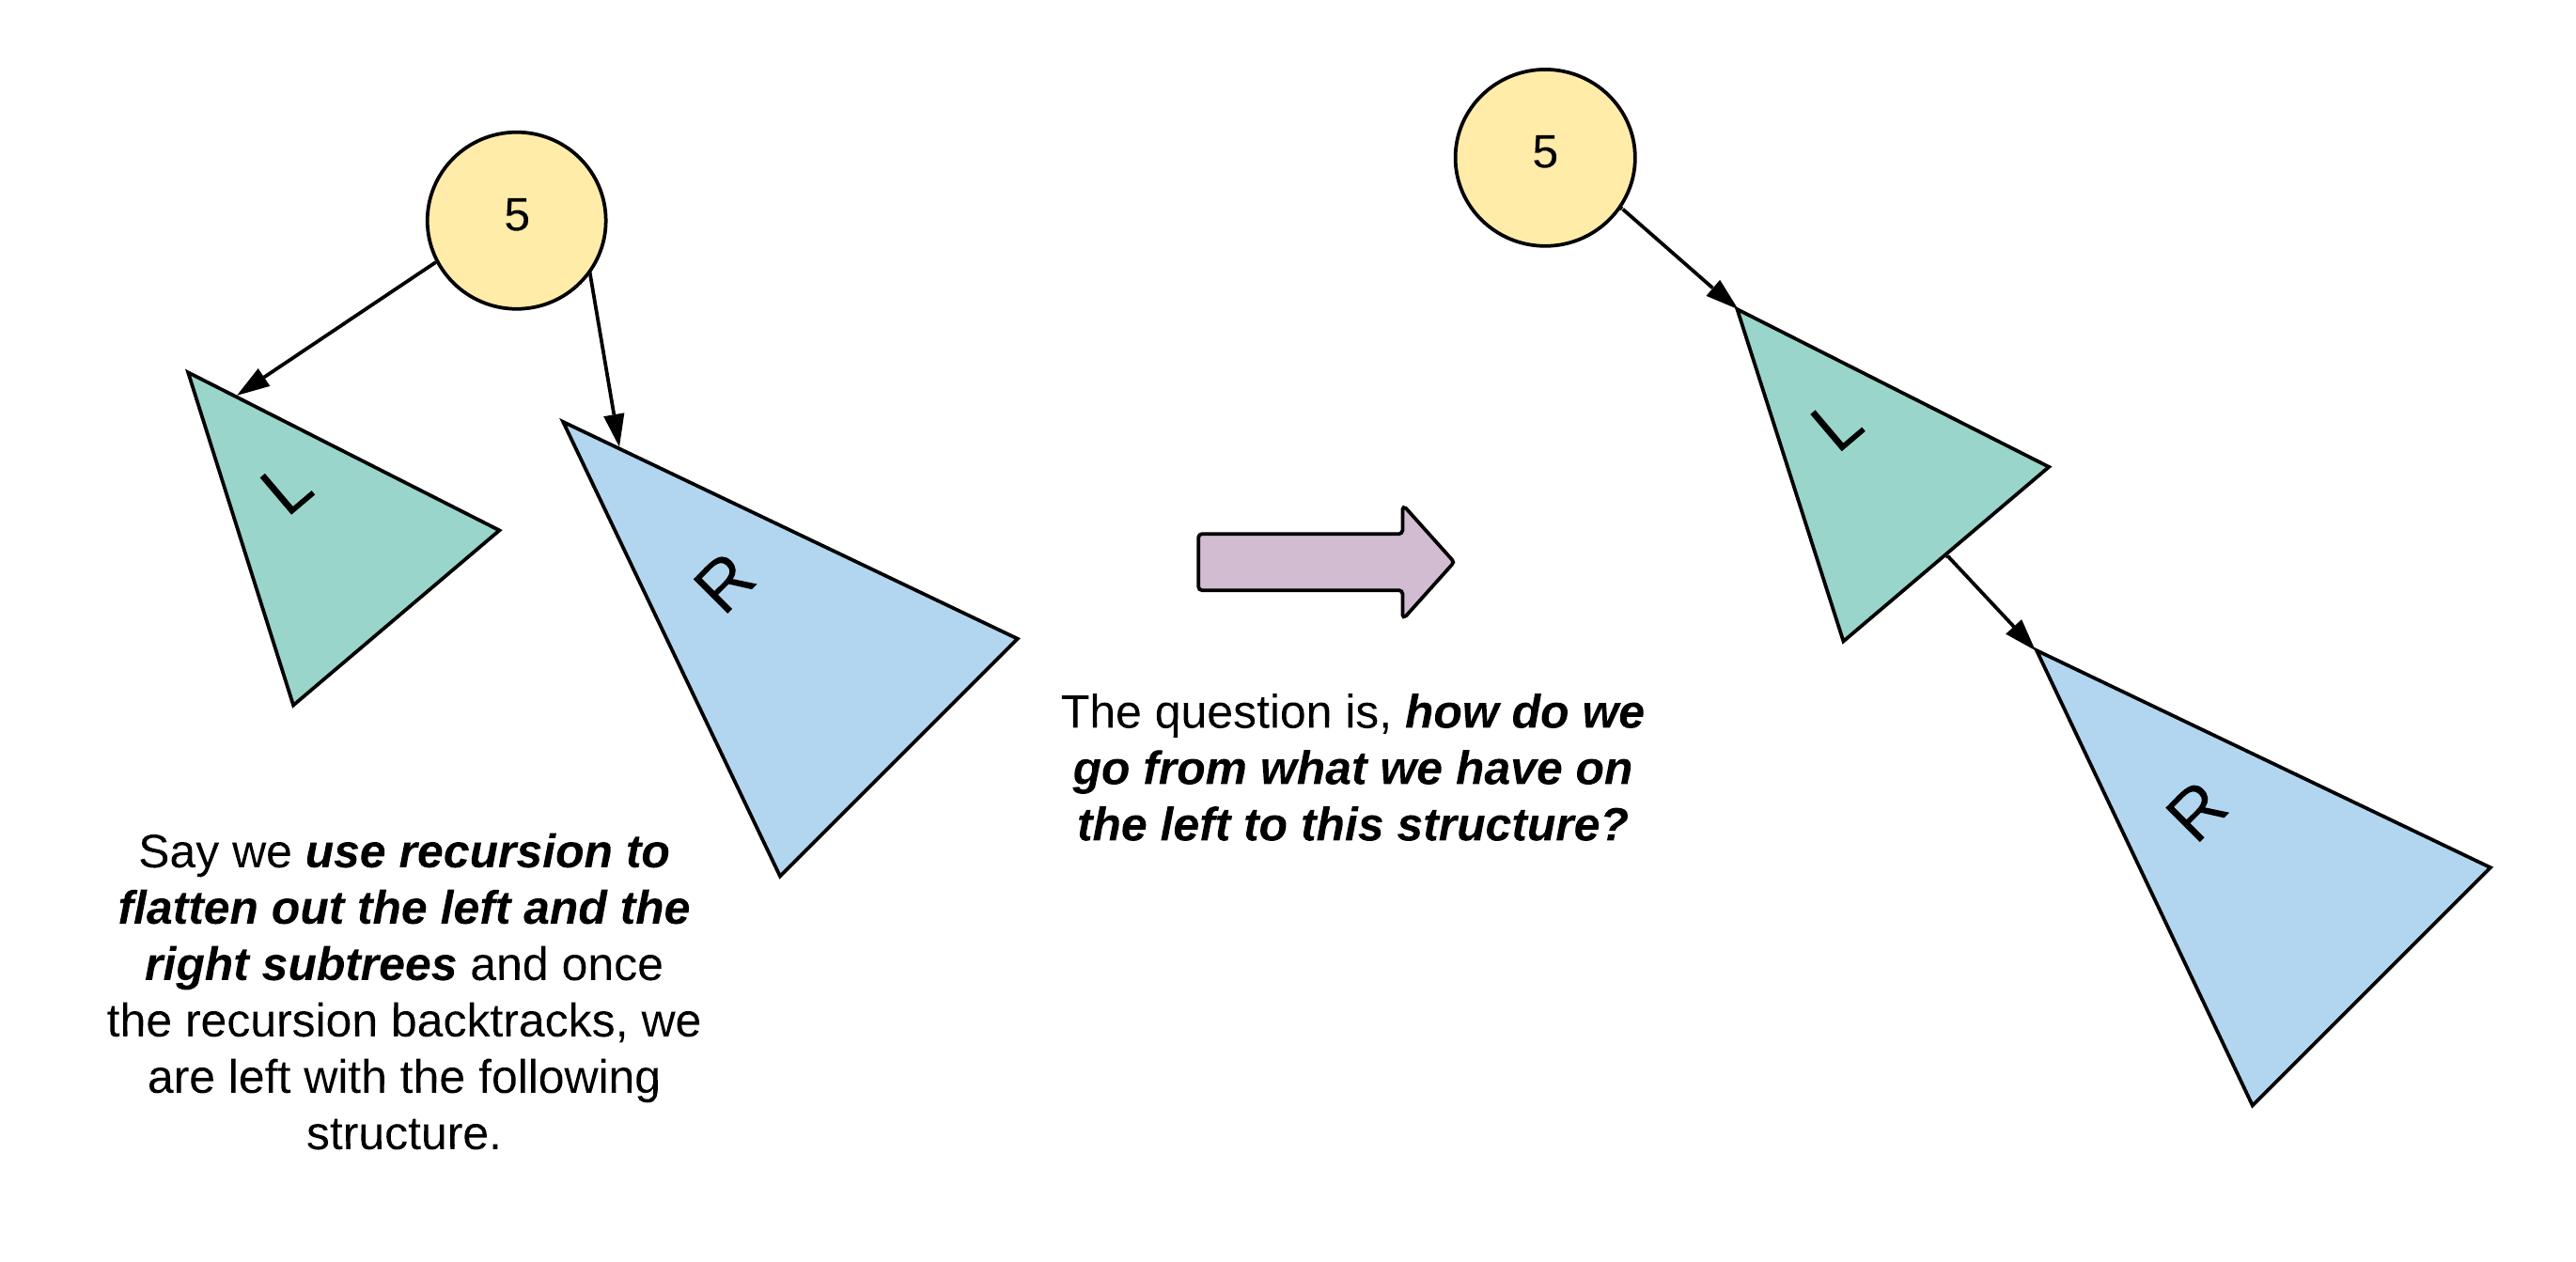 5
5
L
L
R
R
The question is, how do we
go from what we have on
the left to this structure?
Say we use recursion to
flatten out the left and the
right subtrees and once
the recursion backtracks, we
are left with the following
structure.